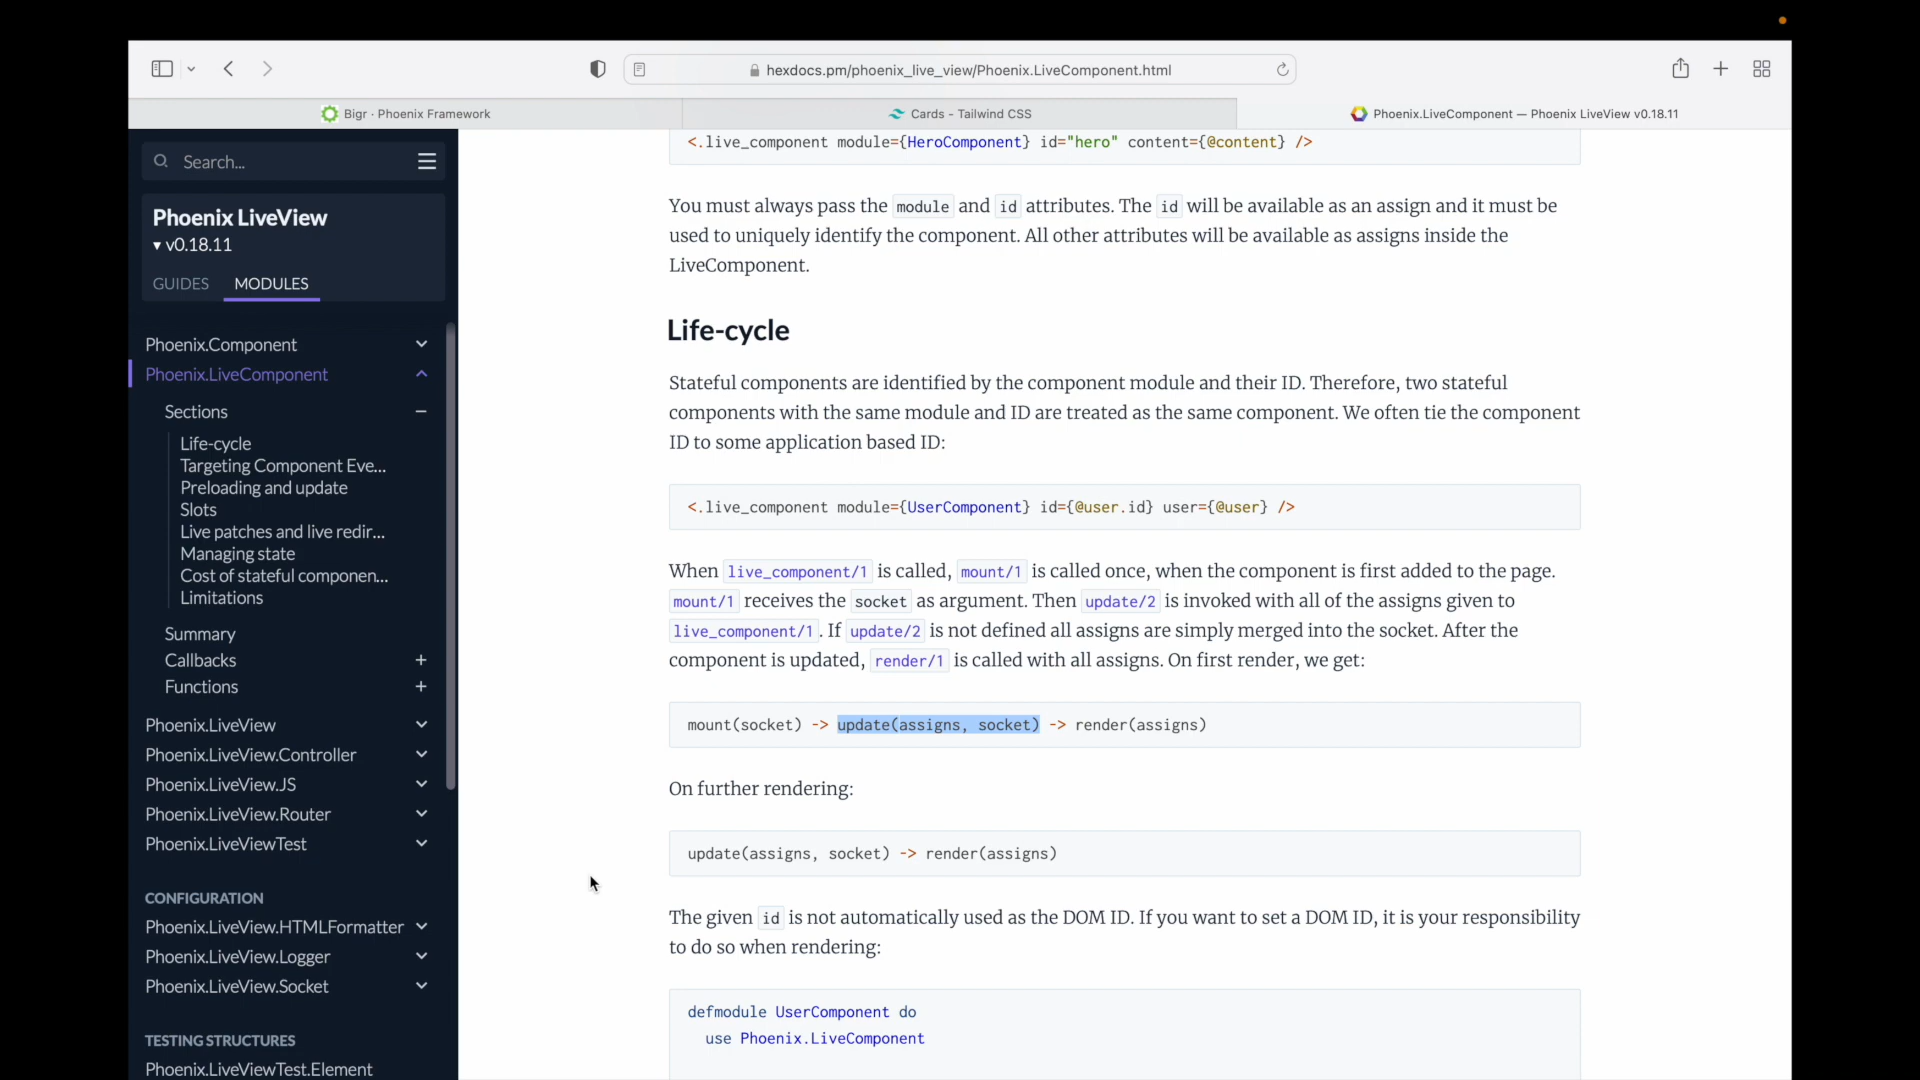 hexdocs.pm/phoenix_live_view/Phoenix.LiveComponent.html
Bigr · Phoenix Framework
Cards - Tailwind CSS
Phoenix.LiveComponent — Phoenix LiveView v0.18.11
Search...
Phoenix LiveView
v0.18.11
GUIDES MODULES
Phoenix.Component
Phoenix.LiveComponent
Sections
Life-cycle
Targeting Component Eve...
Preloading and update
Slots
Live patches and live redir...
Managing state
Cost of stateful componen...
Limitations
Summary
Callbacks
Functions
Phoenix.LiveView
Phoenix.LiveView.Controller
Phoenix.LiveView.JS
Phoenix.LiveView.Router
Phoenix.LiveViewTest
CONFIGURATION
Phoenix.LiveView.HTMLFormatter
Phoenix.LiveView.Logger
Phoenix.LiveView.Socket
TESTING STRUCTURES
Phoenix.LiveViewTest.Element
<.live_component module={HeroComponent} id="hero" content={@content} />
You must always pass the module and id attributes. The id will be available as an assign and it must be
used to uniquely identify the component. All other attributes will be available as assigns inside the
LiveComponent.
Life-cycle
Stateful components are identified by the component module and their ID. Therefore, two stateful
components with the same module and ID are treated as the same component. We often tie the component
ID to some application based ID:
<.live_component module={UserComponent} id={@user.id} user={@user} />
When live_component/1 is called, mount/1 is called once, when the component is first added to the page.
mount/1 receives the socket as argument. Then update/2 is invoked with all of the assigns given to
live_component/1. If update/2 is not defined all assigns are simply merged into the socket. After the
component is updated, render/1 is called with all assigns. On first render, we get:
mount(socket) -> update(assigns, socket) -> render(assigns)
On further rendering:
update(assigns, socket) -> render(assigns)
The given id is not automatically used as the DOM ID. If you want to set a DOM ID, it is your responsibility
to do so when rendering:
defmodule UserComponent do
use Phoenix.LiveComponent